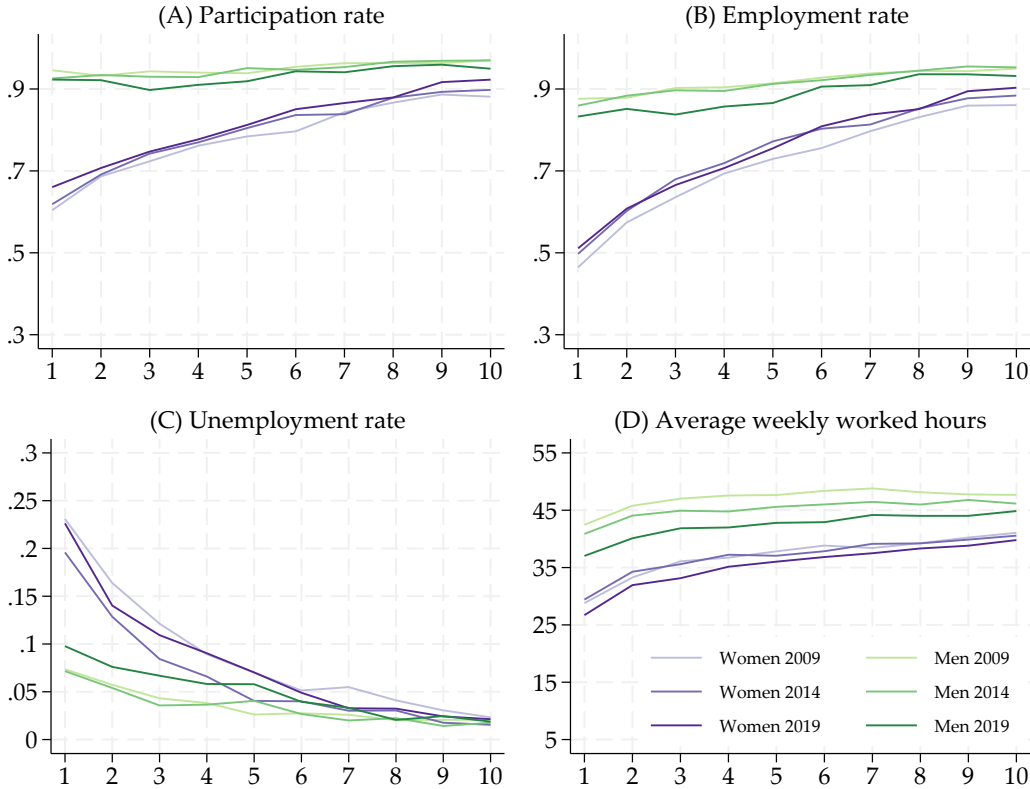 (A) Participation rate
.9
.7
.5
.3
1 2 3 4 5 6 7 8 9 10
(B) Employment rate
.9
.7
.5
.3
1 2 3 4 5 6 7 8 9 10
(C) Unemployment rate
.3
.25
.2
.15
.1
.05
0
1 2 3 4 5 6 7 8 9 10
(D) Average weekly worked hours
55
45
35
25
15
5
Women 2009 Men 2009
Women 2014 Men 2014
Women 2019 Men 2019
1 2 3 4 5 6 7 8 9 10